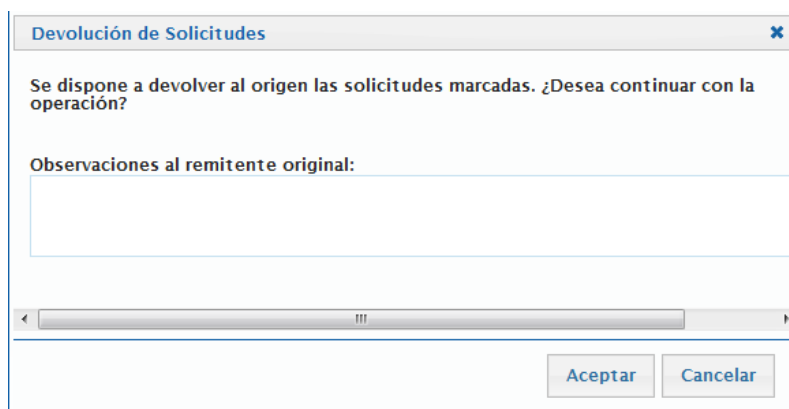 Devolución de Solicitudes
Se dispone a devolver al origen las solicitudes marcadas. ¿Desea continuar con la
operación?
Observaciones al remitente original:
Aceptar Cancelar